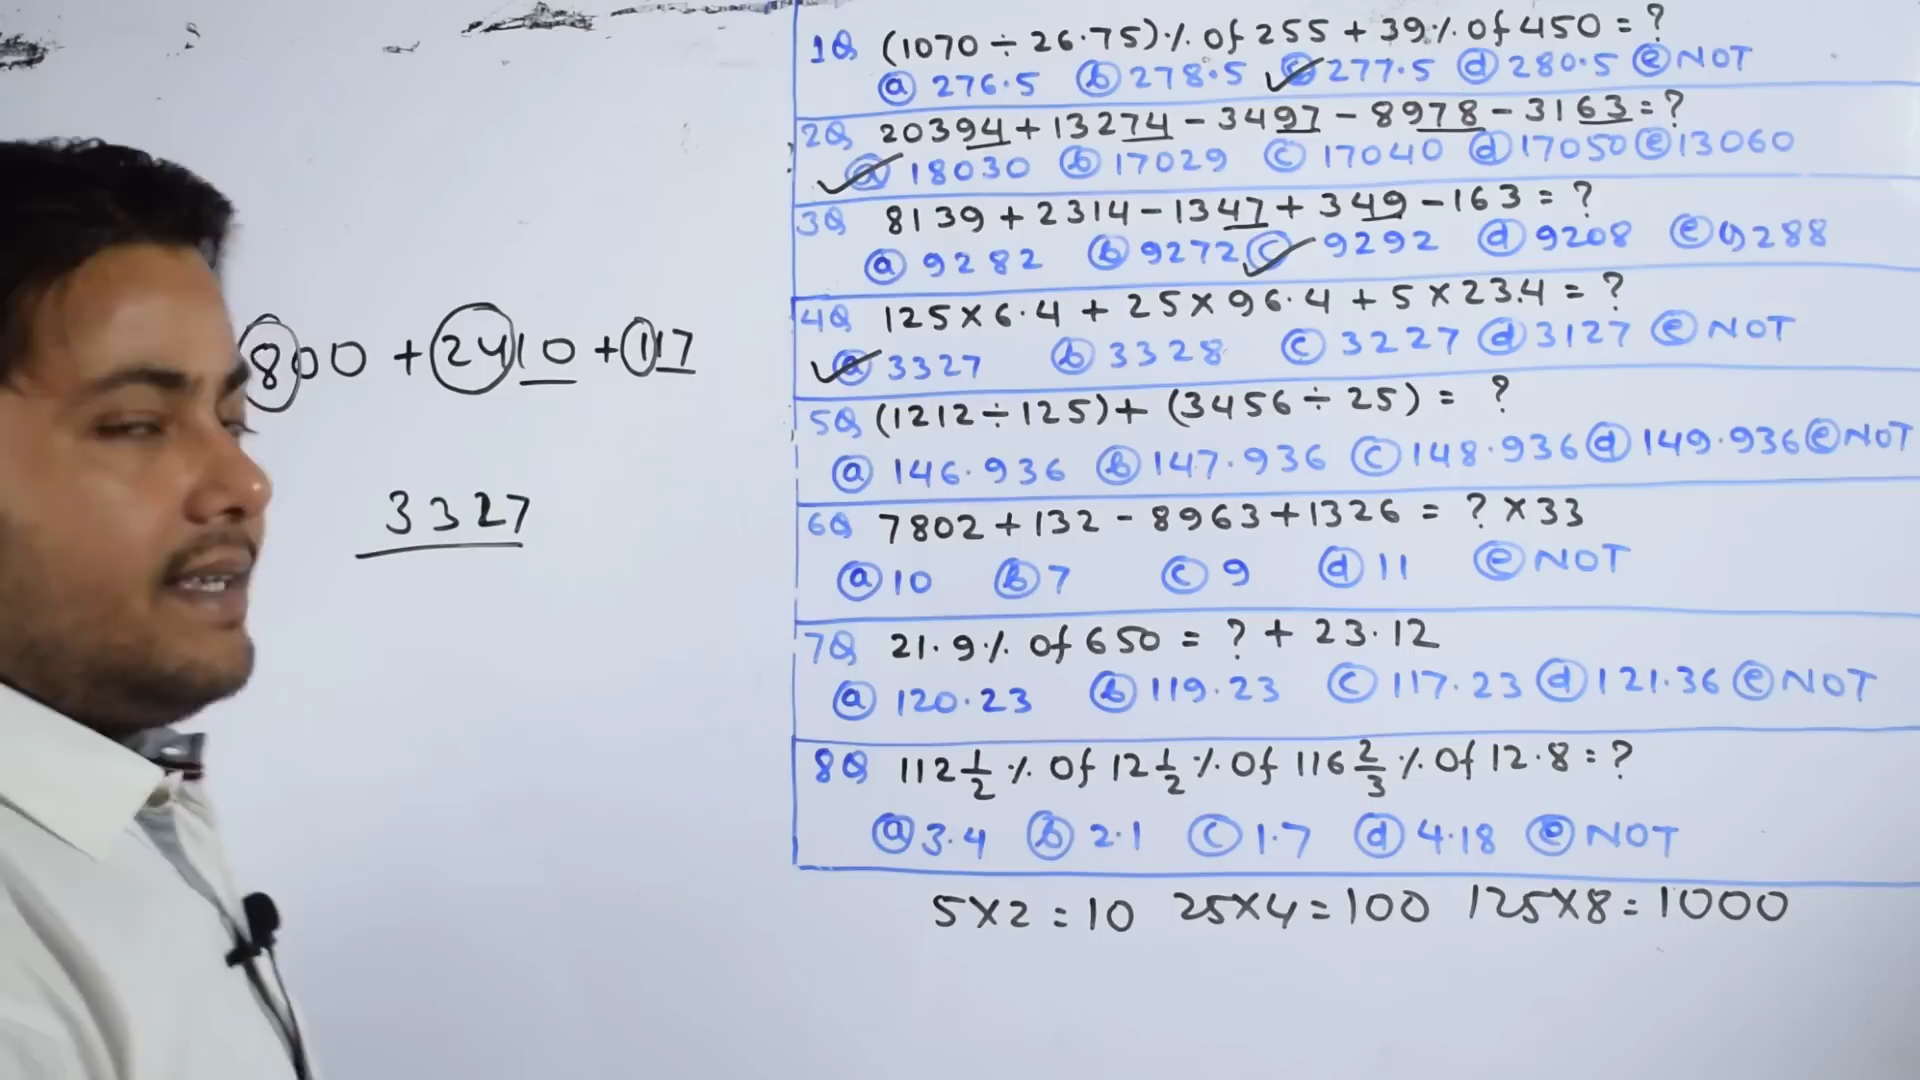 800 + 2410 + 117
3327
1Q (1070 ÷ 26.75)% of 255 + 39% of 450 = ?
ⓐ 276.5 ⓑ 278.5 ⓒ 277.5 ⓓ 280.5 ⓔ NOT
2Q 20394 + 13274 - 3497 - 8978 - 3163 = ?
ⓐ 18030 ⓑ 17029 ⓒ 17040 ⓓ 17050 ⓔ 13060
3Q 8139 + 2314 - 1347 + 349 - 163 = ?
ⓐ 9282 ⓑ 9272 ⓒ 9292 ⓓ 9208 ⓔ 9288
4Q 125 × 6.4 + 25 × 96.4 + 5 × 23.4 = ?
ⓐ 3327 ⓑ 3328 ⓒ 3227 ⓓ 3127 ⓔ NOT
5Q (1212 ÷ 125) + (3456 ÷ 25) = ?
ⓐ 146.936 ⓑ 147.936 ⓒ 148.936 ⓓ 149.936 ⓔ NOT
6Q 7802 + 132 - 8963 + 1326 = ? × 33
ⓐ 10 ⓑ 7 ⓒ 9 ⓓ 11 ⓔ NOT
7Q 21.9% of 650 = ? + 23.12
ⓐ 120.23 ⓑ 119.23 ⓒ 117.23 ⓓ 121.36 ⓔ NOT
8Q 112 1/2 % of 12 1/2 % of 116 2/3 % of 12.8 = ?
ⓐ 3.4 ⓑ 2.1 ⓒ 1.7 ⓓ 4.18 ⓔ NOT
5×2 = 10 25×4 = 100 125×8 = 1000